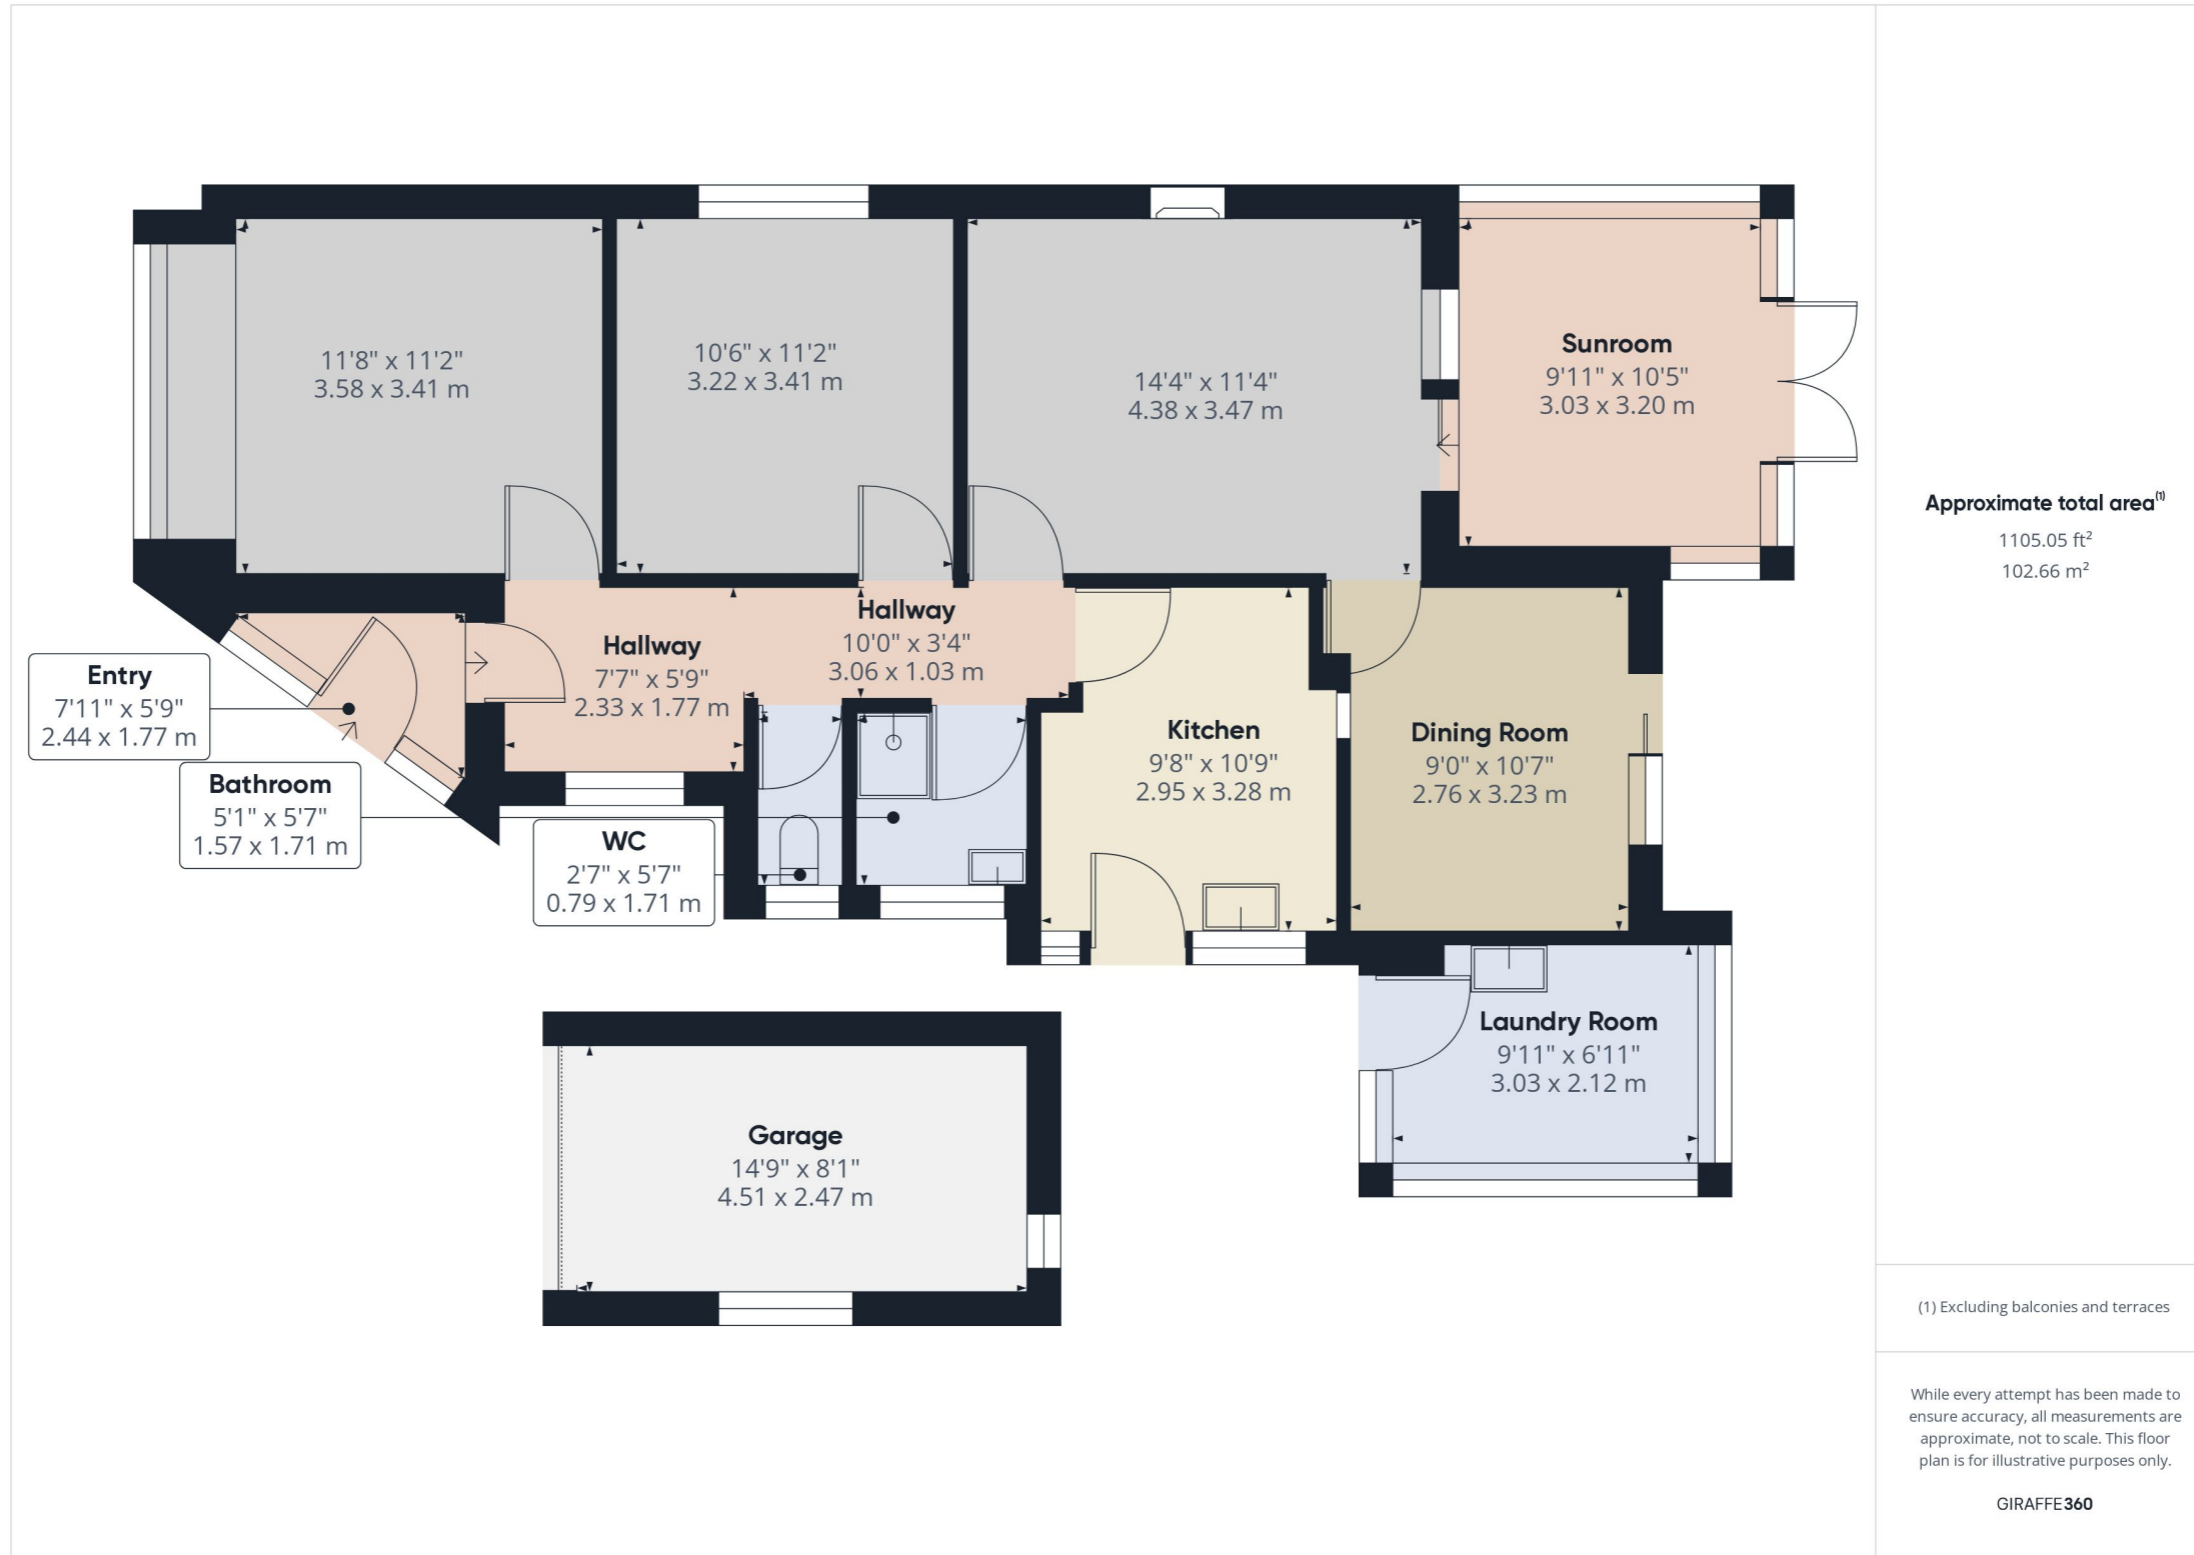 11'8" x 11'2"
3.58 x 3.41 m
10'6" x 11'2"
3.22 x 3.41 m
14'4" x 11'4"
4.38 x 3.47 m
Sunroom
9'11" x 10'5"
3.03 x 3.20 m
Hallway
7'7" x 5'9"
2.33 x 1.77 m
Hallway
10'0" x 3'4"
3.06 x 1.03 m
Entry
7'11" x 5'9"
2.44 x 1.77 m
Bathroom
5'1" x 5'7"
1.57 x 1.71 m
WC
2'7" x 5'7"
0.79 x 1.71 m
Kitchen
9'8" x 10'9"
2.95 x 3.28 m
Dining Room
9'0" x 10'7"
2.76 x 3.23 m
Laundry Room
9'11" x 6'11"
3.03 x 2.12 m
Garage
14'9" x 8'1"
4.51 x 2.47 m
Approximate total area(1)
1105.05 ft²
102.66 m²
(1) Excluding balconies and terraces
While every attempt has been made to
ensure accuracy, all measurements are
approximate, not to scale. This floor
plan is for illustrative purposes only.
GIRAFFE360